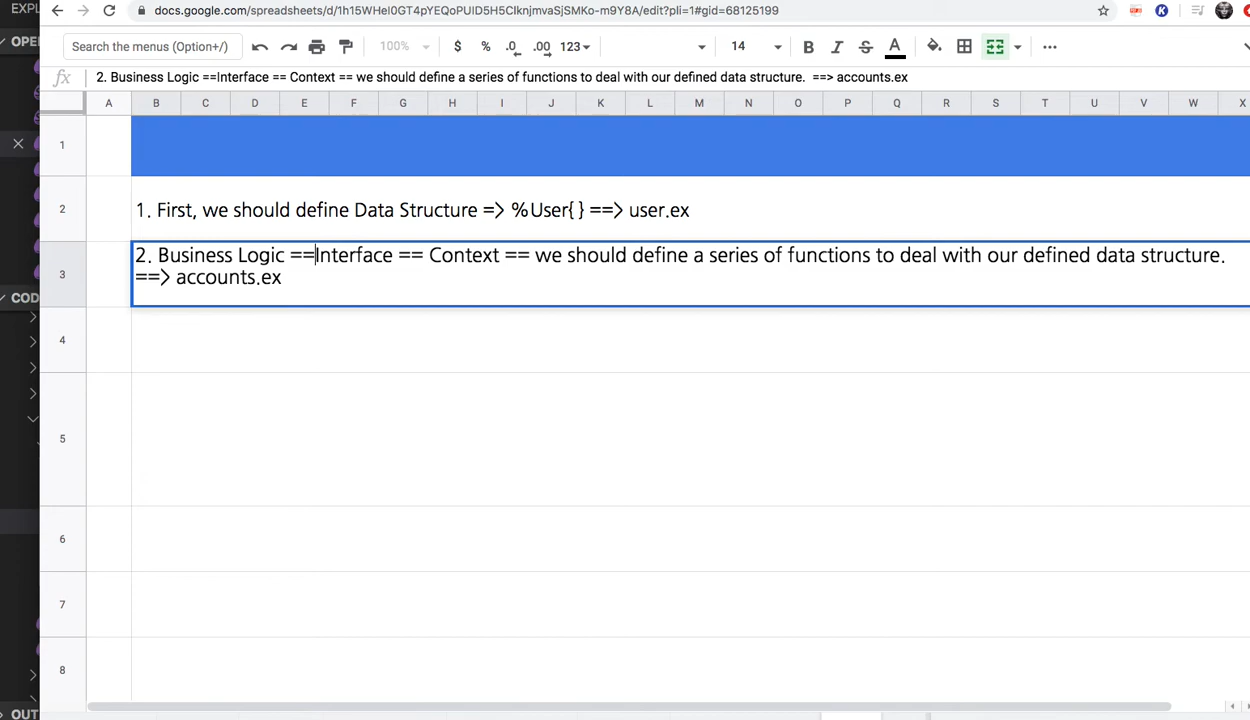 EXPL
docs.google.com/spreadsheets/d/1h15WHeI0GT4pYEQoPUlD5H5CIknjmvaSjSMKo-m9Y8A/edit?pli=1#gid=68125199
OPE
Search the menus (Option+/)
100%
$
%
.0
.00
123
14
B
I
S
A
fx
2. Business Logic ==Interface == Context == we should define a series of functions to deal with our defined data structure. ==> accounts.ex
A B C D E F G H I J K L M N O P Q R S T U V W X
1
2
1. First, we should define Data Structure => %User{ } ==> user.ex
3
2. Business Logic ==Interface == Context == we should define a series of functions to deal with our defined data structure.
==> accounts.ex
COD
4
5
6
7
8
OUT